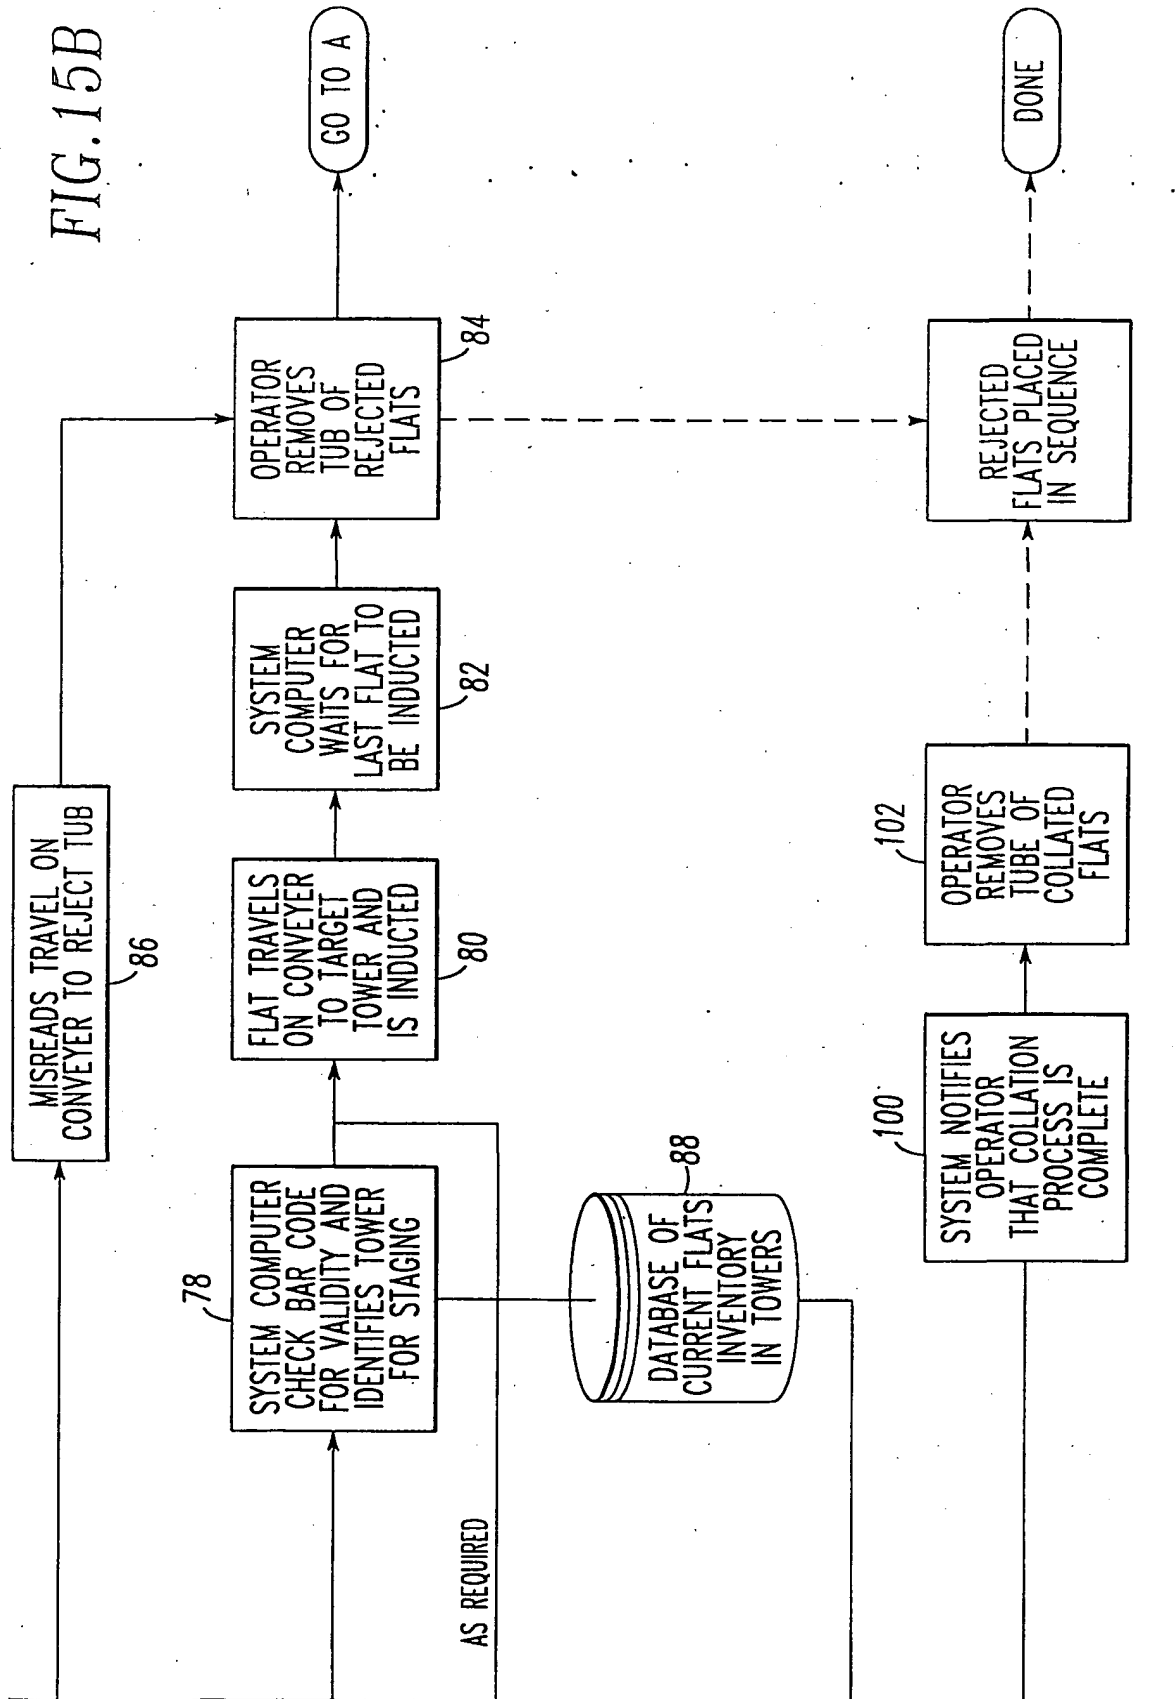 FIG.15B
MISREADS TRAVEL ON
CONVEYER TO REJECT TUB
86
78
SYSTEM COMPUTER
CHECK BAR CODE
FOR VALIDITY AND
IDENTIFIES TOWER
FOR STAGING
FLAT TRAVELS
ON CONVEYER
TO TARGET
TOWER AND
IS INDUCTED
80
SYSTEM
COMPUTER
WAITS FOR
LAST FLAT TO
BE INDUCTED
82
OPERATOR
REMOVES
TUB OF
REJECTED
FLATS
84
GO TO A
AS REQUIRED
88
DATABASE OF
CURRENT FLATS
INVENTORY
IN TOWERS
100
SYSTEM NOTIFIES
OPERATOR
THAT COLLATION
PROCESS IS
COMPLETE
102
OPERATOR
REMOVES
TUBE OF
COLLATED
FLATS
REJECTED
FLATS PLACED
IN SEQUENCE
DONE